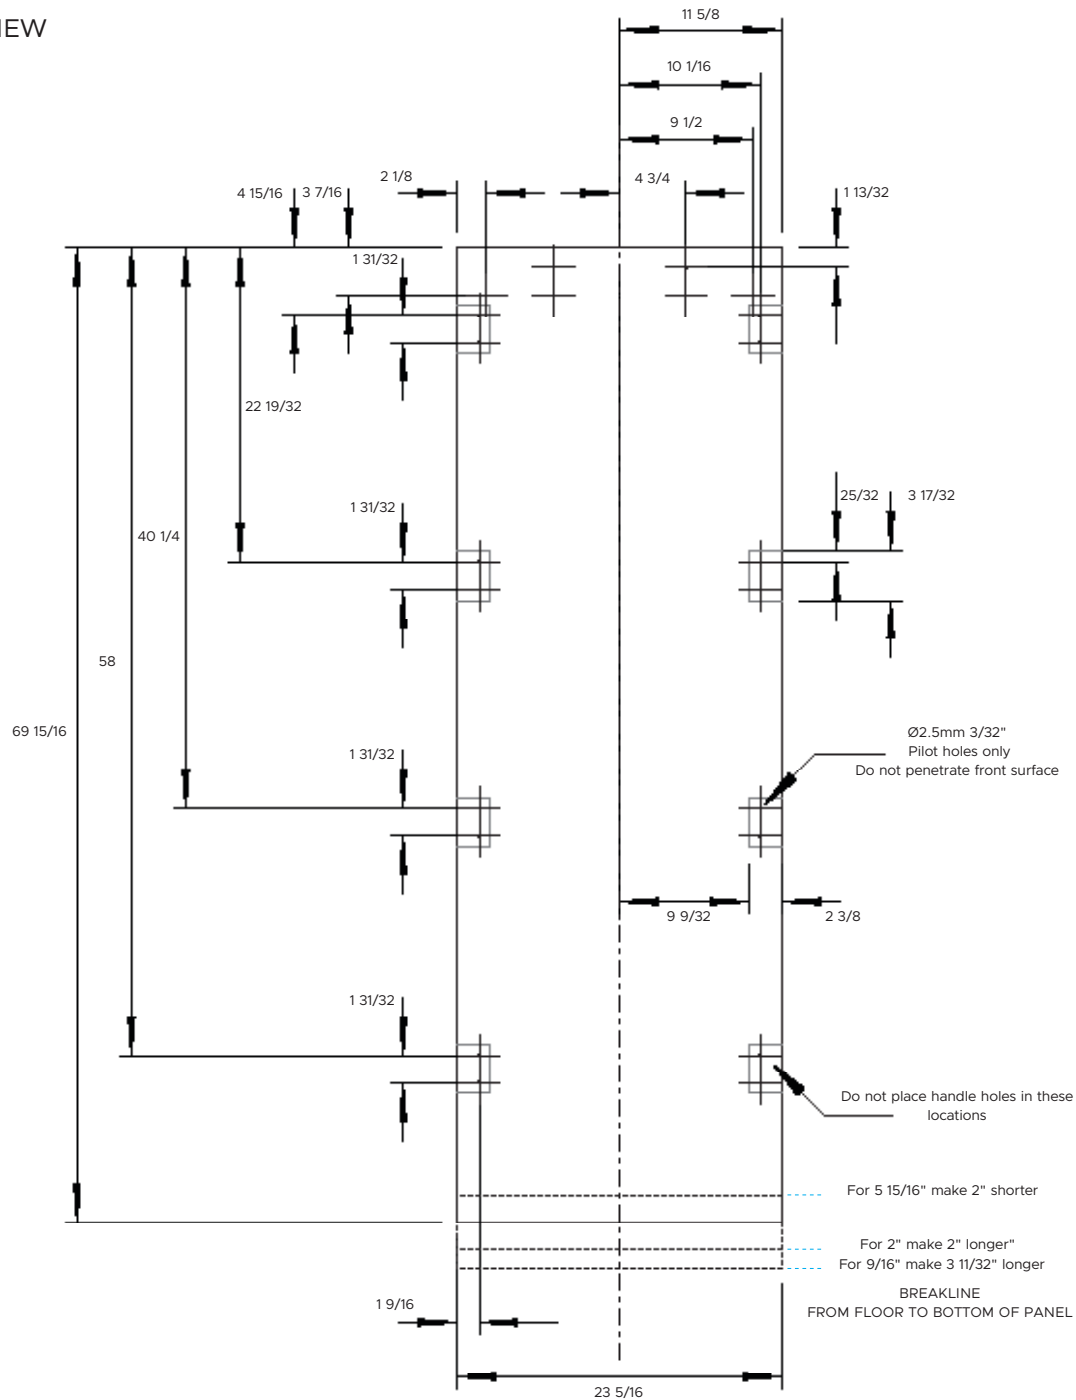 IEW
11 5/8
10 1/16
9 1/2
2 1/8
4 3/4
4 15/16
3 7/16
1 13/32
1 31/32
22 19/32
1 31/32
25/32
3 17/32
40 1/4
58
69 15/16
Ø2.5mm 3/32"
Pilot holes only
Do not penetrate front surface
1 31/32
9 9/32
2 3/8
1 31/32
Do not place handle holes in these
locations
For 5 15/16" make 2" shorter
For 2" make 2" longer"
For 9/16" make 3 11/32" longer
BREAKLINE
FROM FLOOR TO BOTTOM OF PANEL
1 9/16
23 5/16